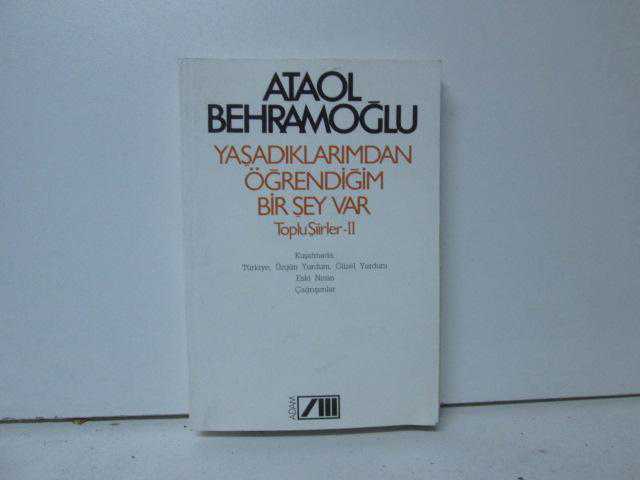 ATAOL
BEHRAMOĞLU
YAŞADIKLARIMDAN
ÖĞRENDİĞİM
BİR ŞEY VAR
Toplu Şiirler-II
Kuşatmada
Türkiye, Üzgün Yurdum, Güzel Yurdum
Eski Nisan
Çağrışımlar
ADAM